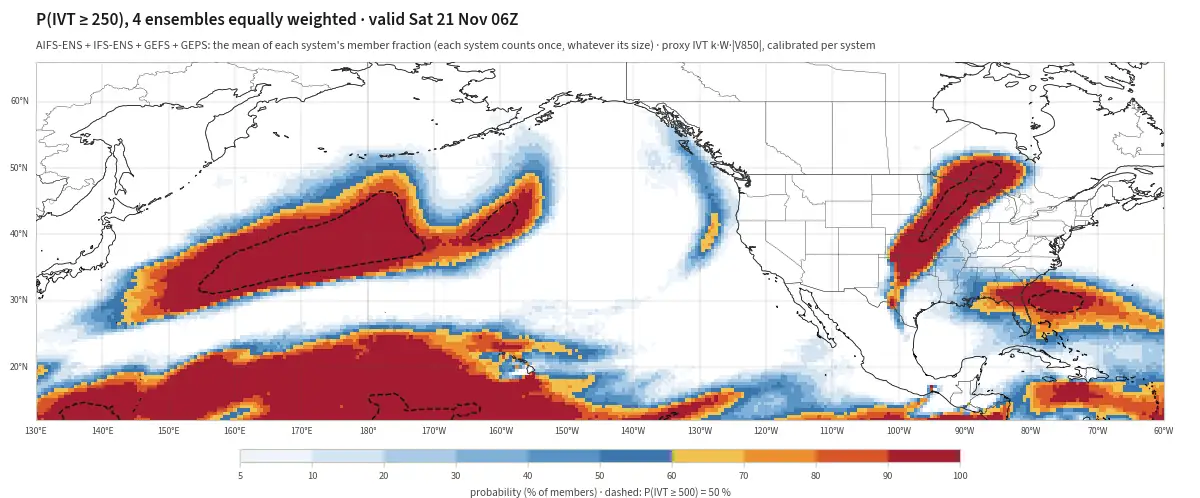 P(IVT ≥ 250), 4 ensembles equally weighted · valid Sat 21 Nov 06Z
AIFS-ENS + IFS-ENS + GEFS + GEPS: the mean of each system's member fraction (each system counts once, whatever its size) · proxy IVT k·W·|V850|, calibrated per system
60°N
50°N
40°N
30°N
20°N
130°E 140°E 150°E 160°E 170°E 180° 170°W 160°W 150°W 140°W 130°W 120°W 110°W 100°W 90°W 80°W 70°W 60°W
5 10 20 30 40 50 60 70 80 90 100
probability (% of members) · dashed: P(IVT ≥ 500) = 50 %